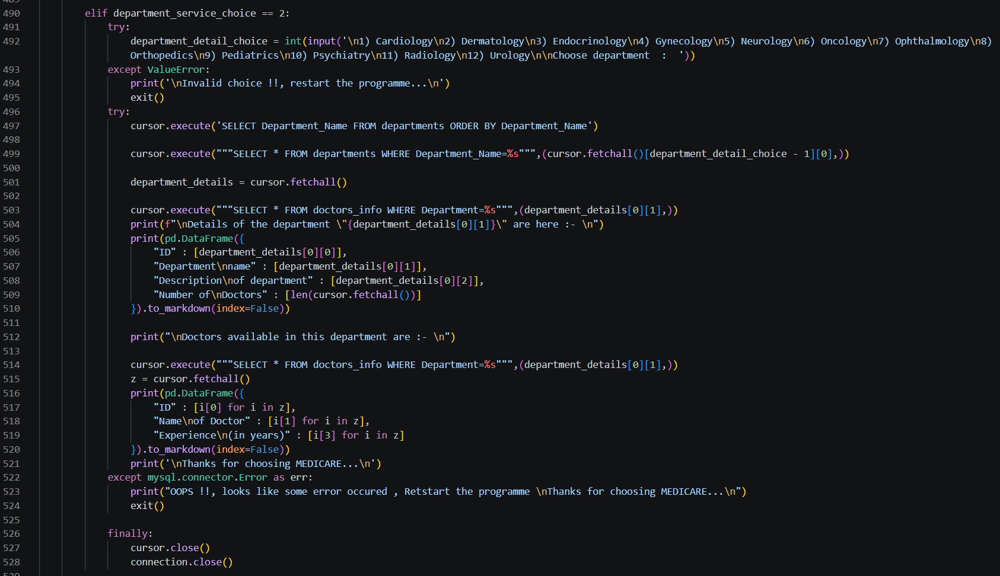 489
490 elif department_service_choice == 2:
491 try:
492 department_detail_choice = int(input('\n1) Cardiology\n2) Dermatology\n3) Endocrinology\n4) Gynecology\n5) Neurology\n6) Oncology\n7) Ophthalmology\n8)
Orthopedics\n9) Pediatrics\n10) Psychiatry\n11) Radiology\n12) Urology\n\nChoose department  :  '))
493 except ValueError:
494 print('\nInvalid choice !!, restart the programme...\n')
495 exit()
496 try:
497 cursor.execute('SELECT Department_Name FROM departments ORDER BY Department_Name')
498
499 cursor.execute("""SELECT * FROM departments WHERE Department_Name=%s""",(cursor.fetchall()[department_detail_choice - 1][0],))
500
501 department_details = cursor.fetchall()
502
503 cursor.execute("""SELECT * FROM doctors_info WHERE Department=%s""",(department_details[0][1],))
504 print(f"\nDetails of the department \"{department_details[0][1]}\" are here :- \n")
505 print(pd.DataFrame({
506 "ID" : [department_details[0][0]],
507 "Department\nname" : [department_details[0][1]],
508 "Description\nof department" : [department_details[0][2]],
509 "Number of\nDoctors" : [len(cursor.fetchall())]
510 }).to_markdown(index=False))
511
512 print("\nDoctors available in this department are :- \n")
513
514 cursor.execute("""SELECT * FROM doctors_info WHERE Department=%s""",(department_details[0][1],))
515 z = cursor.fetchall()
516 print(pd.DataFrame({
517 "ID" : [i[0] for i in z],
518 "Name\nof Doctor" : [i[1] for i in z],
519 "Experience\n(in years)" : [i[3] for i in z]
520 }).to_markdown(index=False))
521 print('\nThanks for choosing MEDICARE...\n')
522 except mysql.connector.Error as err:
523 print("OOPS !!, looks like some error occured , Retstart the programme \nThanks for choosing MEDICARE...\n")
524 exit()
525
526 finally:
527 cursor.close()
528 connection.close()
529